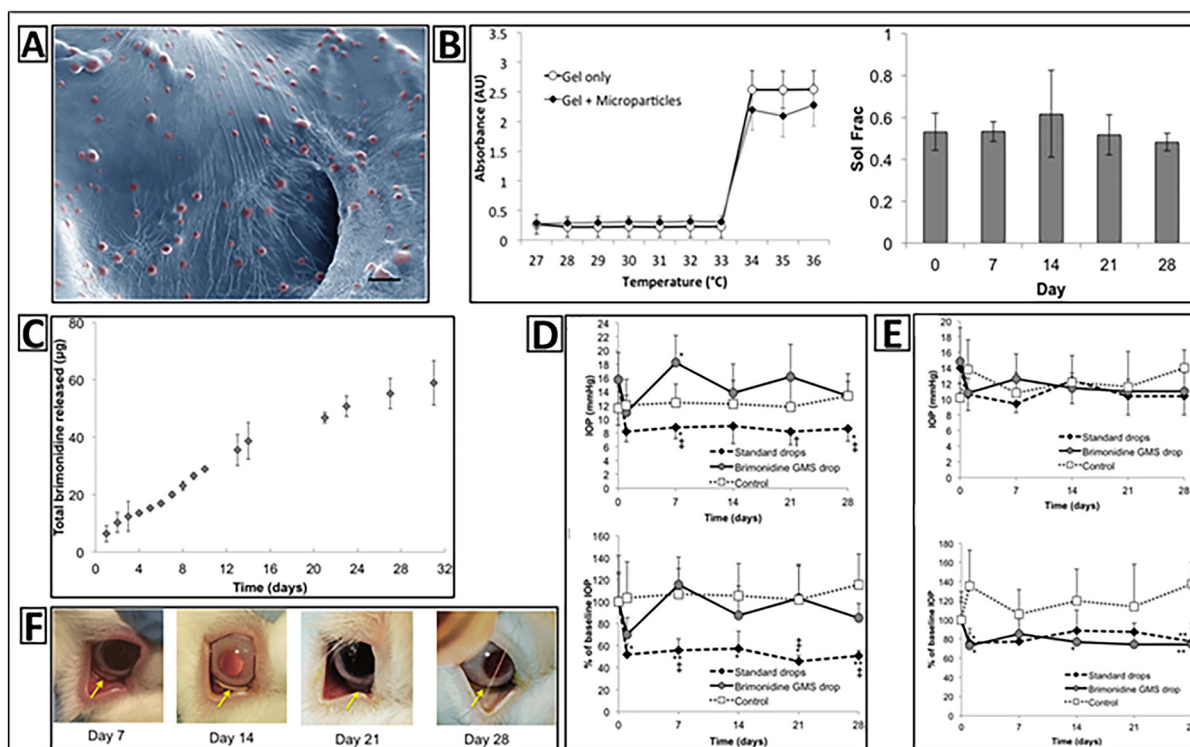 A
B
Absorbance (AU)
3.5
3
2.5
2
1.5
1
0.5
0
Gel only
Gel + Microparticles
27 28 29 30 31 32 33 34 35 36
Temperature (°C)
Sol Frac
1
0.8
0.6
0.4
0.2
0
0 7 14 21 28
Day
C
Total brimonidine released (µg)
80
60
40
20
0
0 4 8 12 16 20 24 28 32
Time (days)
D
IOP (mmHg)
24
22
20
18
16
14
12
10
8
6
4
2
0
* ‡ † * ‡
Standard drops
Brimonidine GMS drop
Control
0 7 14 21 28
Time (days)
% of baseline IOP
160
140
120
100
80
60
40
20
0
Standard drops
Brimonidine GMS drop
Control
0 7 14 21 28
Time (days)
E
IOP (mmHg)
20
18
16
14
12
10
8
6
4
2
0
Standard drops
Brimonidine GMS drop
Control
0 7 14 21 28
Time (days)
% of baseline IOP
160
140
120
100
80
60
40
20
0
Standard drops
Brimonidine GMS drop
Control
0 7 14 21 28
Time (days)
F
Day 7 Day 14 Day 21 Day 28